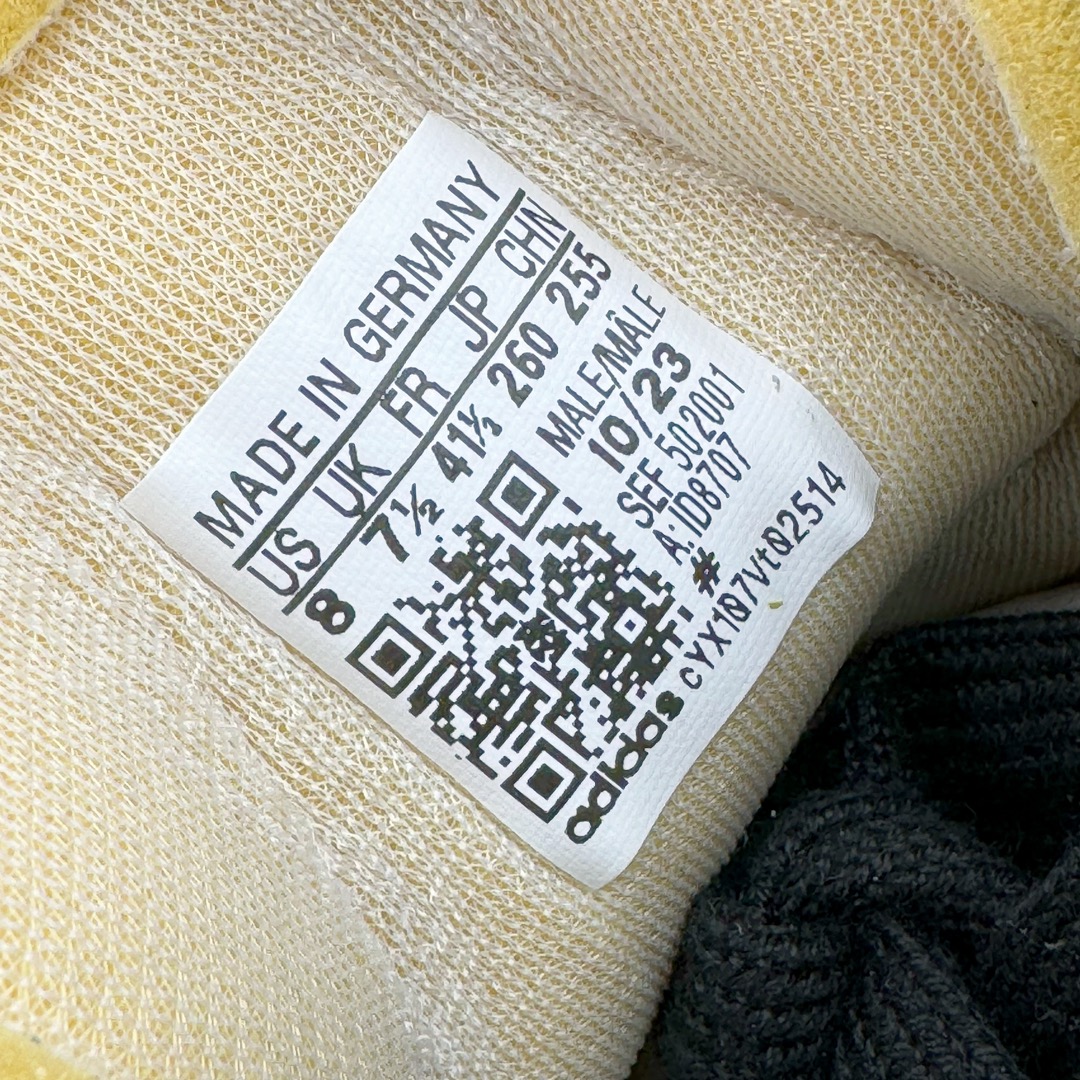 MADE IN GERMANY
US UK FR JP CHN
8 7½ 41⅓ 260 255
MALE/MÂLE
10/23
SEF 502001
A: ID8707
#
adidas cYX107VtQ2514